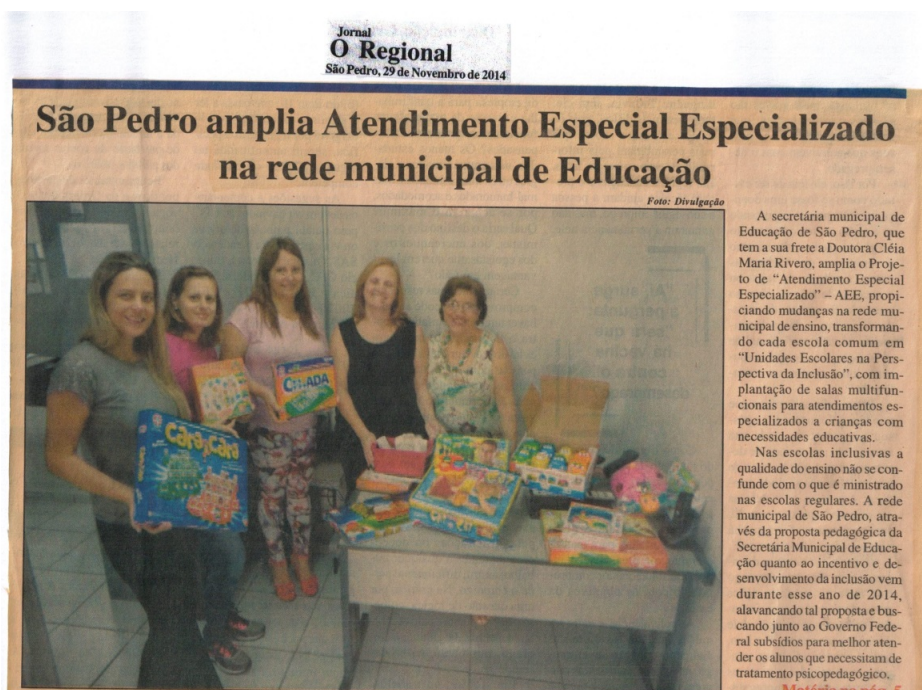 Jornal
O Regional
São Pedro, 29 de Novembro de 2014
São Pedro amplia Atendimento Especial Especializado
na rede municipal de Educação
Foto: Divulgação
A secretária municipal de
Educação de São Pedro, que
tem a sua frete a Doutora Cléia
Maria Rivero, amplia o Proje-
to de “Atendimento Especial
Especializado” – AEE, propi-
ciando mudanças na rede mu-
nicipal de ensino, transforman-
do cada escola comum em
“Unidades Escolares na Pers-
pectiva da Inclusão”, com im-
plantação de salas multifun-
cionais para atendimentos es-
pecializados a crianças com
necessidades educativas.
Nas escolas inclusivas a
qualidade do ensino não se con-
funde com o que é ministrado
nas escolas regulares. A rede
municipal de São Pedro, atra-
vés da proposta pedagógica da
Secretária Municipal de Educa-
ção quanto ao incentivo e de-
senvolvimento da inclusão vem
durante esse ano de 2014,
alavancando tal proposta e bus-
cando junto ao Governo Fede-
ral subsídios para melhor aten-
der os alunos que necessitam de
tratamento psicopedagógico.
cara a cara